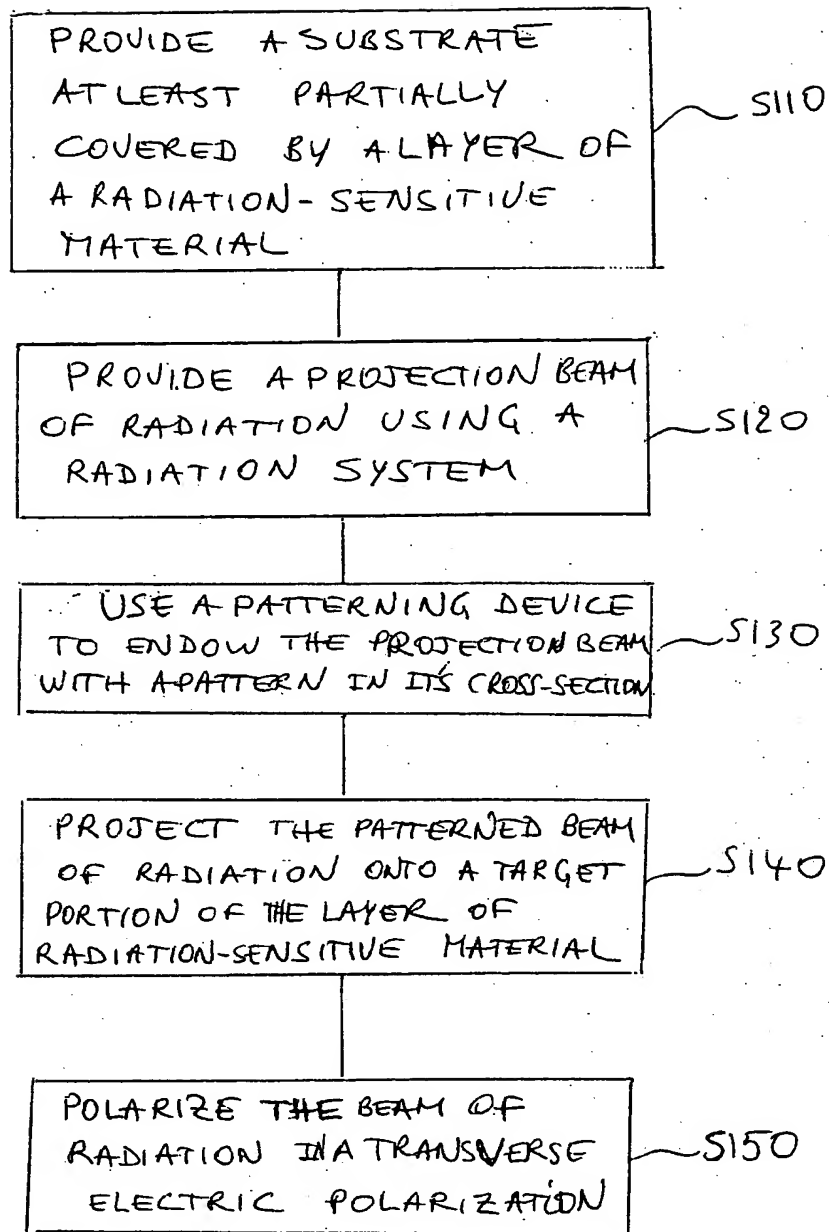 PROVIDE A SUBSTRATE
AT LEAST PARTIALLY
COVERED BY A LAYER OF
A RADIATION-SENSITIVE
MATERIAL
S110
PROVIDE A PROJECTION BEAM
OF RADIATION USING A
RADIATION SYSTEM
S120
USE A PATTERNING DEVICE
TO ENDOW THE PROJECTION BEAM
WITH A PATTERN IN IT'S CROSS-SECTION
S130
PROJECT THE PATTERNED BEAM
OF RADIATION ONTO A TARGET
PORTION OF THE LAYER OF
RADIATION-SENSITIVE MATERIAL
S140
POLARIZE THE BEAM OF
RADIATION IN A TRANSVERSE
ELECTRIC POLARIZATION
S150